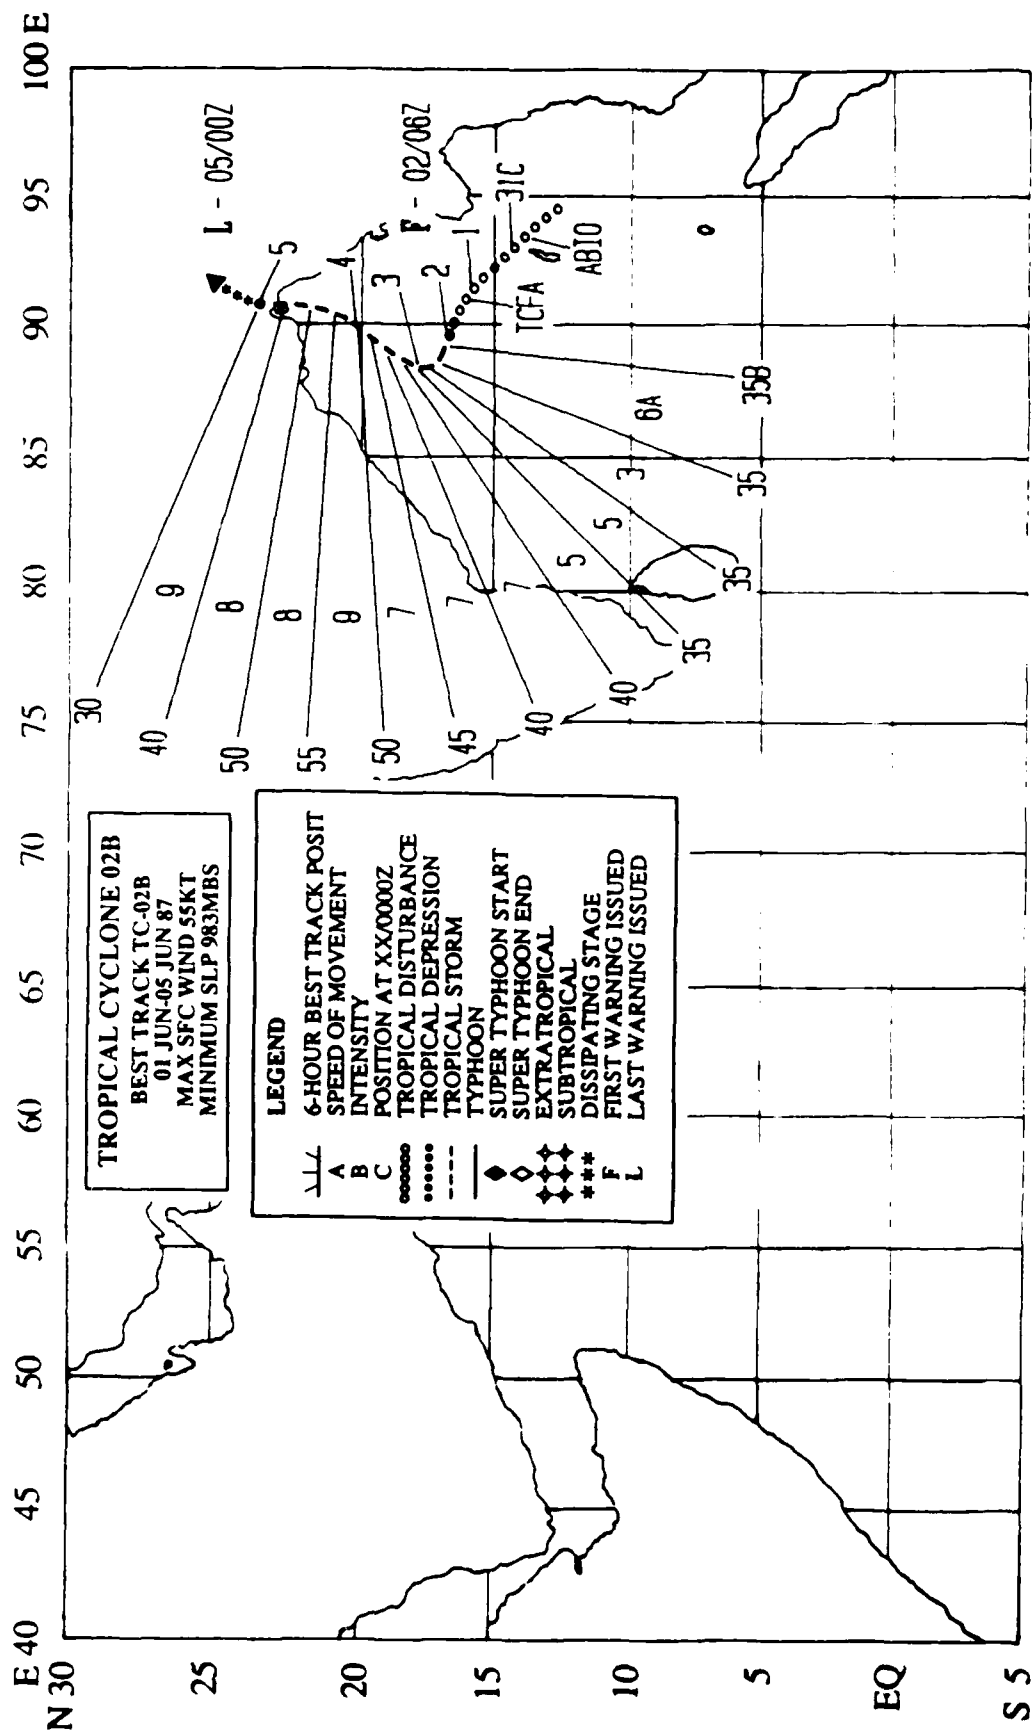 TROPICAL CYCLONE 02B
BEST TRACK TC-02B
01 JUN-05 JUN 87
MAX SFC WIND 55KT
MINIMUM SLP 983MBS
LEGEND
6-HOUR BEST TRACK POSIT
A SPEED OF MOVEMENT
B INTENSITY
C POSITION AT XX/0000Z
TROPICAL DISTURBANCE
TROPICAL DEPRESSION
TROPICAL STORM
TYPHOON
SUPER TYPHOON START
SUPER TYPHOON END
EXTRATROPICAL
SUBTROPICAL
*** DISSIPATING STAGE
F FIRST WARNING ISSUED
L LAST WARNING ISSUED
E 40 45 50 55 60 65 70 75 80 85 90 95 100 E
N 30
25
20
15
10
5
EQ
S 5
L - 05/00Z
F - 02/06Z
5
4
3
2
1
31C
ABIO
TCFA
30
40
50
55
50
45
40
40
35
35
35
35B
9
8
8
9
7
7
7
5
5
3
6A